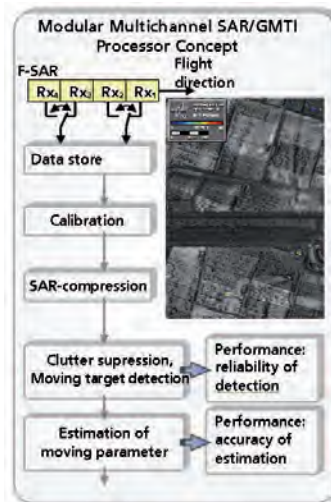 Modular Multichannel SAR/GMTI
Processor Concept
Flight
direction
F-SAR
Rx4 Rx3 Rx2 Rx1
Data store
Calibration
SAR-compression
Clutter supression,
Moving target detection
Performance:
reliability of
detection
Estimation of
moving parameter
Performance:
accuracy of
estimation